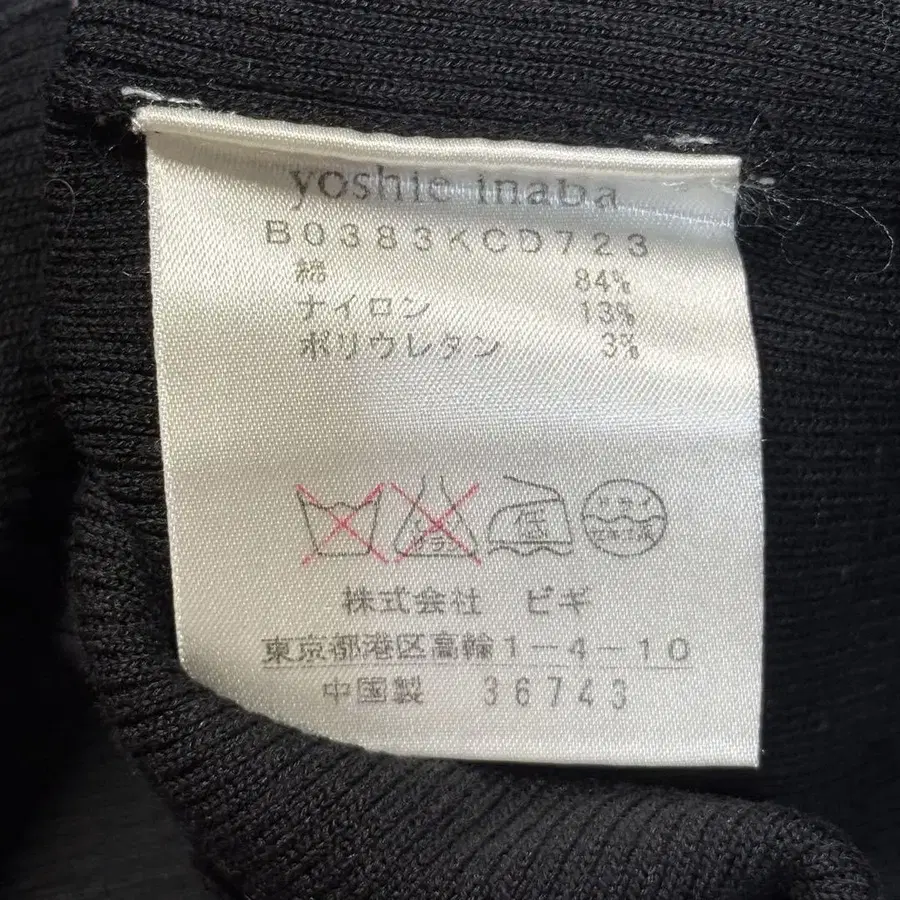 yoshie inaba
B0383KCD723
綿 84%
ナイロン 13%
ポリウレタン 3%
低
株式会社 ビギ
東京都港区高輪1-4-10
中国製 36743